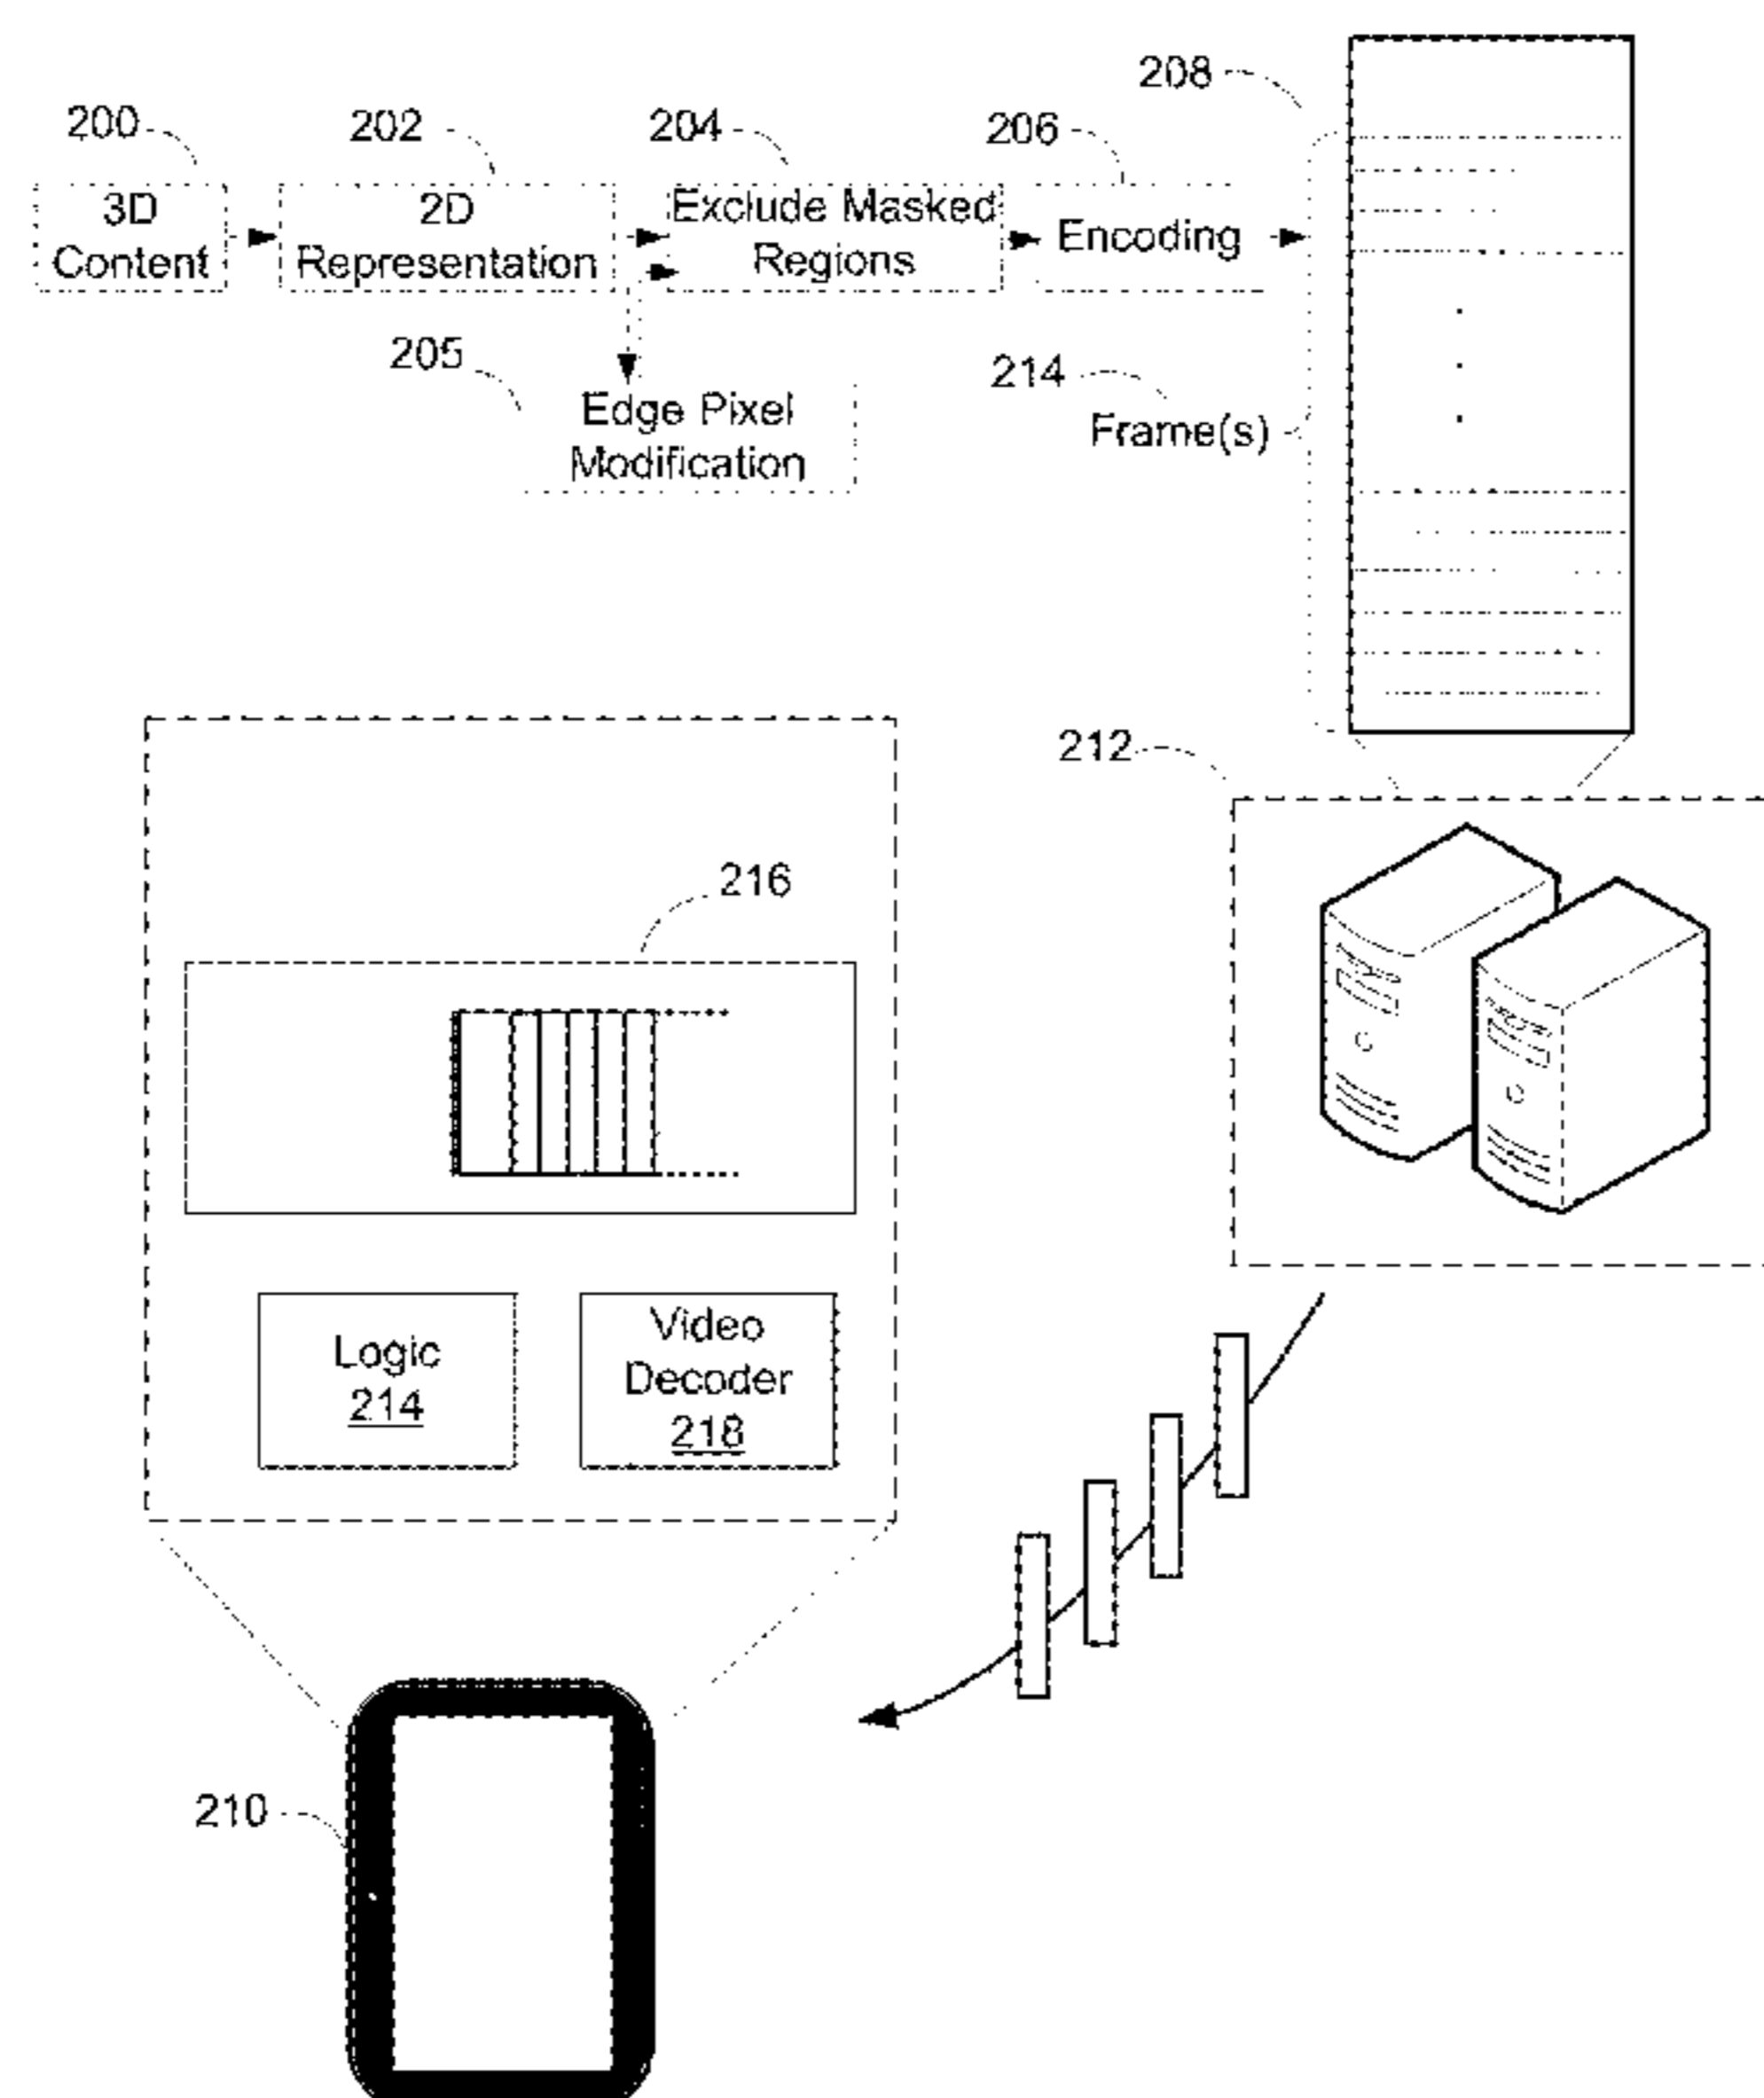 208
200
202
204
206
3D
Content
2D
Representation
Exclude Masked
Regions
Encoding
205
214
Edge Pixel
Modification
Frame(s)
212
216
Logic
214
Video
Decoder
218
210